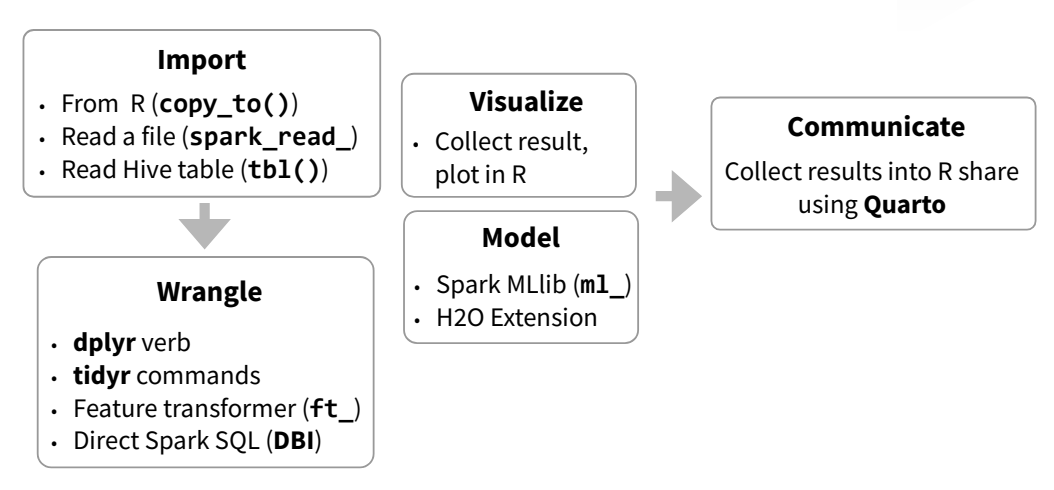 Import
• From R (copy_to())
• Read a file (spark_read_)
• Read Hive table (tbl())
Wrangle
• dplyr verb
• tidyr commands
• Feature transformer (ft_)
• Direct Spark SQL (DBI)
Visualize
• Collect result,
plot in R
Model
• Spark MLlib (ml_)
• H2O Extension
Communicate
Collect results into R share
using Quarto